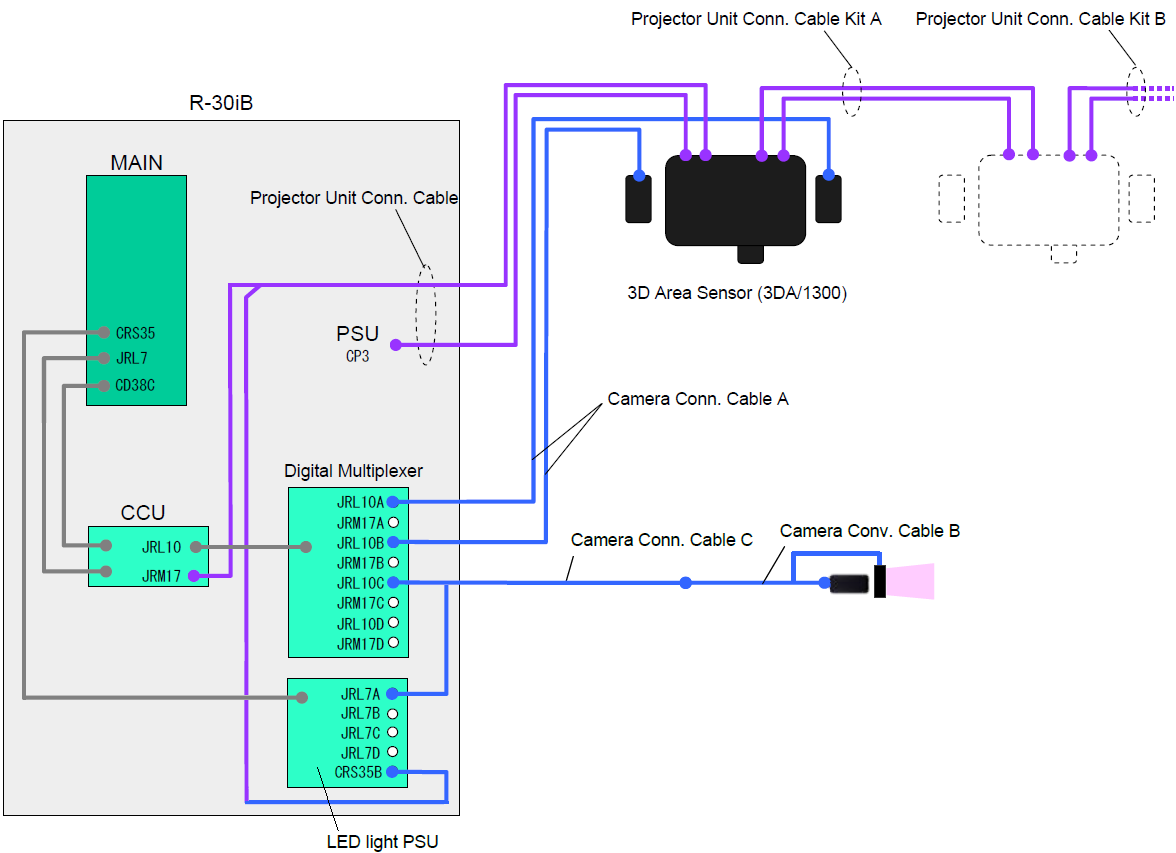 Projector Unit Conn. Cable Kit A
Projector Unit Conn. Cable Kit B
R-30iB
MAIN
Projector Unit Conn. Cable
3D Area Sensor (3DA/1300)
CRS35
PSU
JRL7
CP3
CD38C
Camera Conn. Cable A
Digital Multiplexer
JRL10A
CCU
JRM17A
Camera Conv. Cable B
JRL10
JRL10B
Camera Conn. Cable C
JRM17B
JRM17
JRL10C
JRM17C
JRL10D
JRM17D
JRL7A
JRL7B
JRL7C
JRL7D
CRS35B
LED light PSU